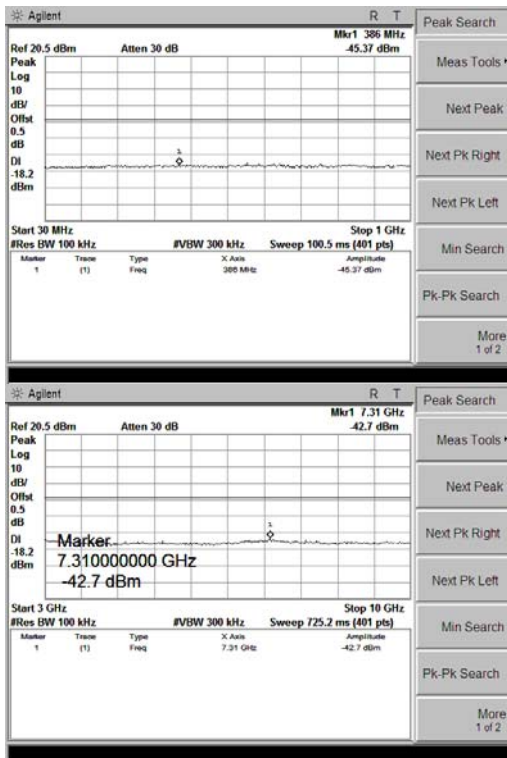 Agilent R T
Peak Search
Mkr1 386 MHz
Ref 20.5 dBm Atten 30 dB -45.37 dBm
Peak
Log
10
dB/
Offst
0.5
dB
DI
-18.2
dBm
1
Start 30 MHz Stop 1 GHz
#Res BW 100 kHz #VBW 300 kHz Sweep 100.5 ms (401 pts)
Marker Trace Type X Axis Amplitude
1 (1) Freq 386 MHz -45.37 dBm
Meas Tools
Next Peak
Next Pk Right
Next Pk Left
Min Search
Pk-Pk Search
More
1 of 2
Agilent R T
Peak Search
Mkr1 7.31 GHz
Ref 20.5 dBm Atten 30 dB -42.7 dBm
Peak
Log
10
dB/
Offst
0.5
dB
DI
-18.2
dBm
1
Marker
7.310000000 GHz
-42.7 dBm
Start 3 GHz Stop 10 GHz
#Res BW 100 kHz #VBW 300 kHz Sweep 725.2 ms (401 pts)
Marker Trace Type X Axis Amplitude
1 (1) Freq 7.31 GHz -42.7 dBm
Meas Tools
Next Peak
Next Pk Right
Next Pk Left
Min Search
Pk-Pk Search
More
1 of 2